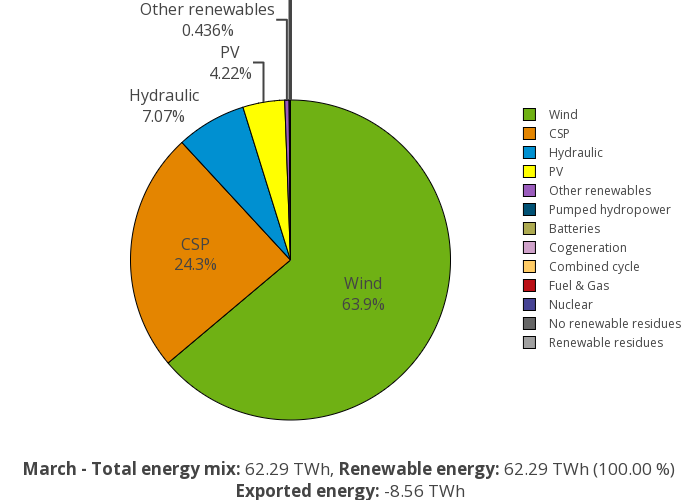 Other renewables
0.436%
PV
4.22%
Hydraulic
7.07%
CSP
24.3%
Wind
63.9%
Wind
CSP
Hydraulic
PV
Other renewables
Pumped hydropower
Batteries
Cogeneration
Combined cycle
Fuel & Gas
Nuclear
No renewable residues
Renewable residues
March - Total energy mix: 62.29 TWh, Renewable energy: 62.29 TWh (100.00 %)
Exported energy: -8.56 TWh